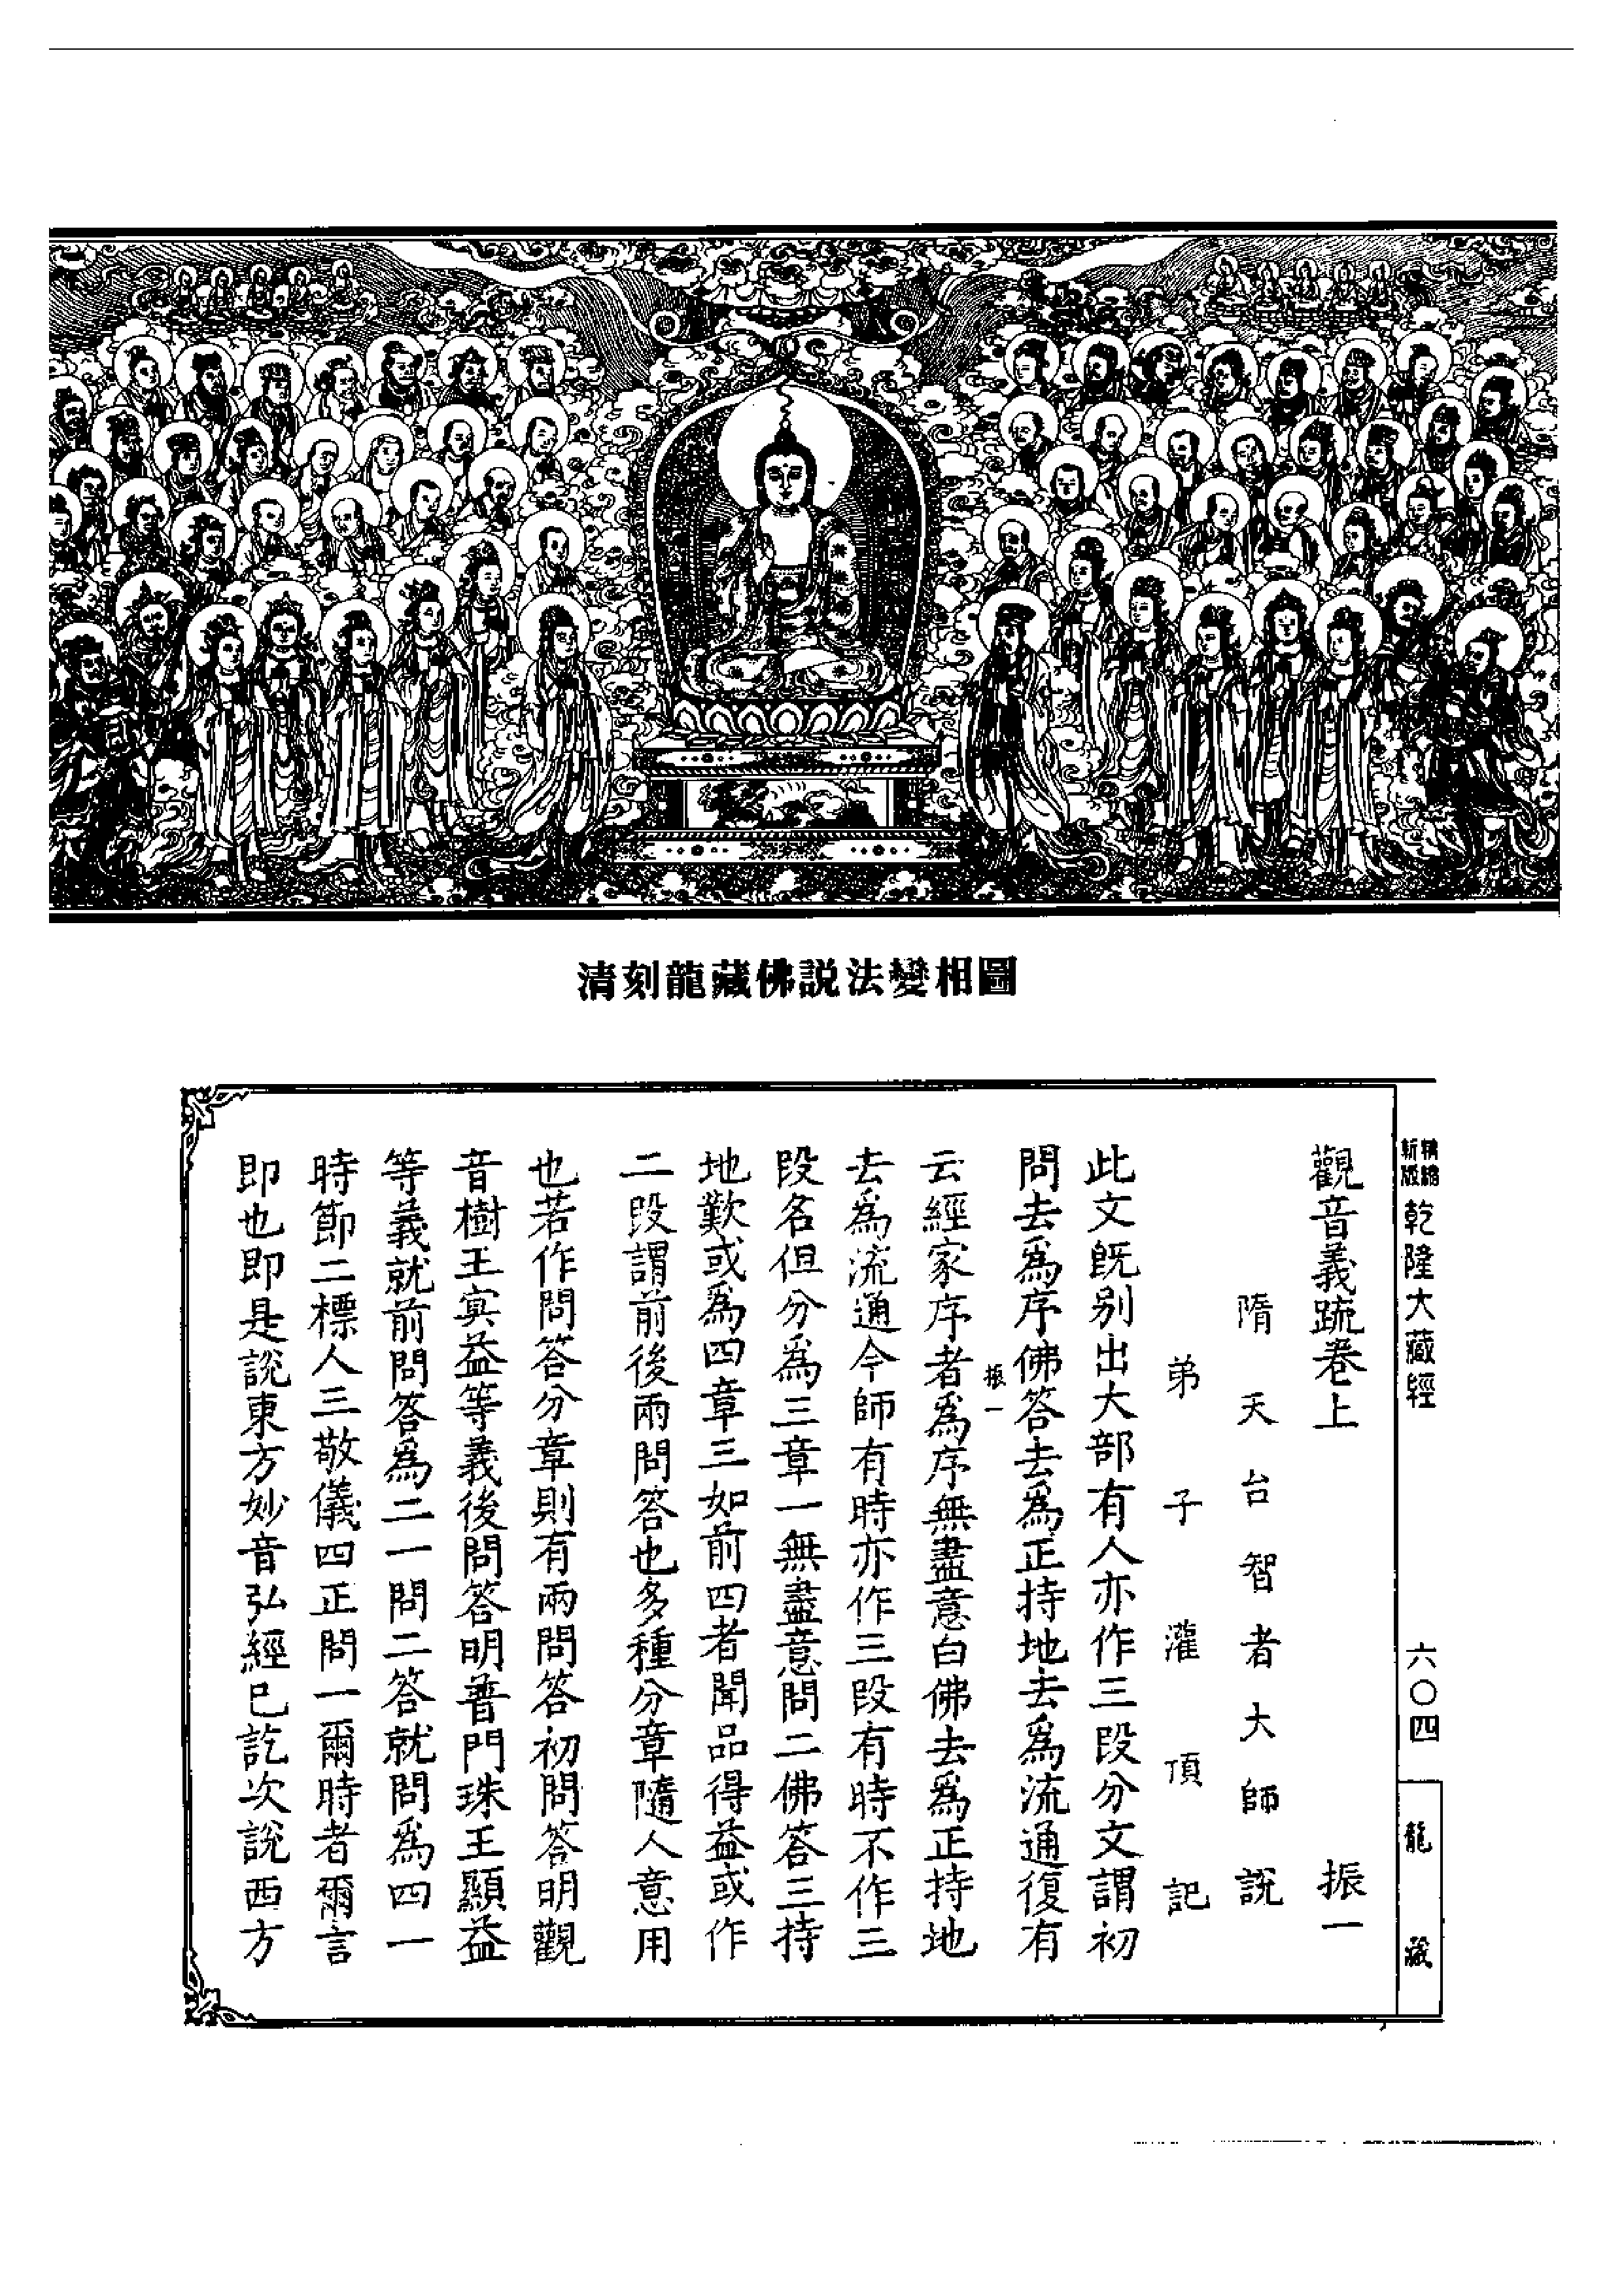 清刻龍藏佛説法變相圖
新版
精縮
乾隆大藏經
六〇四
龍藏
觀音義疏卷上 振一
隋天台智者大師說
弟子灌頂記
此文旣別出大部有人亦作三段分文謂初
問去爲序佛答去爲正持地去爲流通復有
振一
云經家序者爲序無盡意白佛去爲正持地
去爲流通今師有時亦作三段有時不作三
段名但分爲三章一無盡意問二佛答三持
地歎或爲四章三如前四者聞品得益或作
二段謂前後兩問答也多種分章隨人意用
也若作問答分章則有兩問答初問答明觀
音樹王冥益等義後問答明普門珠王顯益
等義就前問答爲二一問二答就問爲四一
時節二標人三敬儀四正問一爾時者爾言
即也即是說東方妙音弘經已訖次說西方